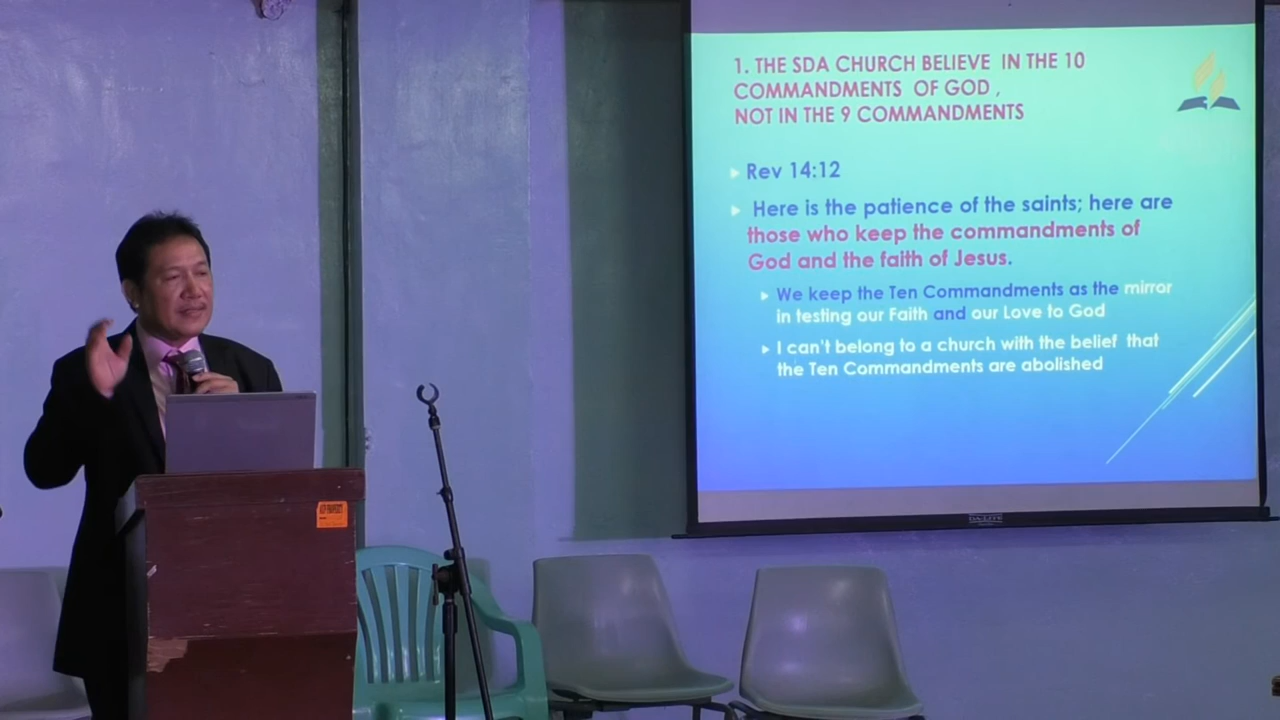 1. THE SDA CHURCH BELIEVE IN THE 10
COMMANDMENTS OF GOD ,
NOT IN THE 9 COMMANDMENTS
Rev 14:12
Here is the patience of the saints; here are
those who keep the commandments of
God and the faith of Jesus.
We keep the Ten Commandments as the mirror
in testing our Faith and our Love to God
I can't belong to a church with the belief that
the Ten Commandments are abolished
DA-LITE